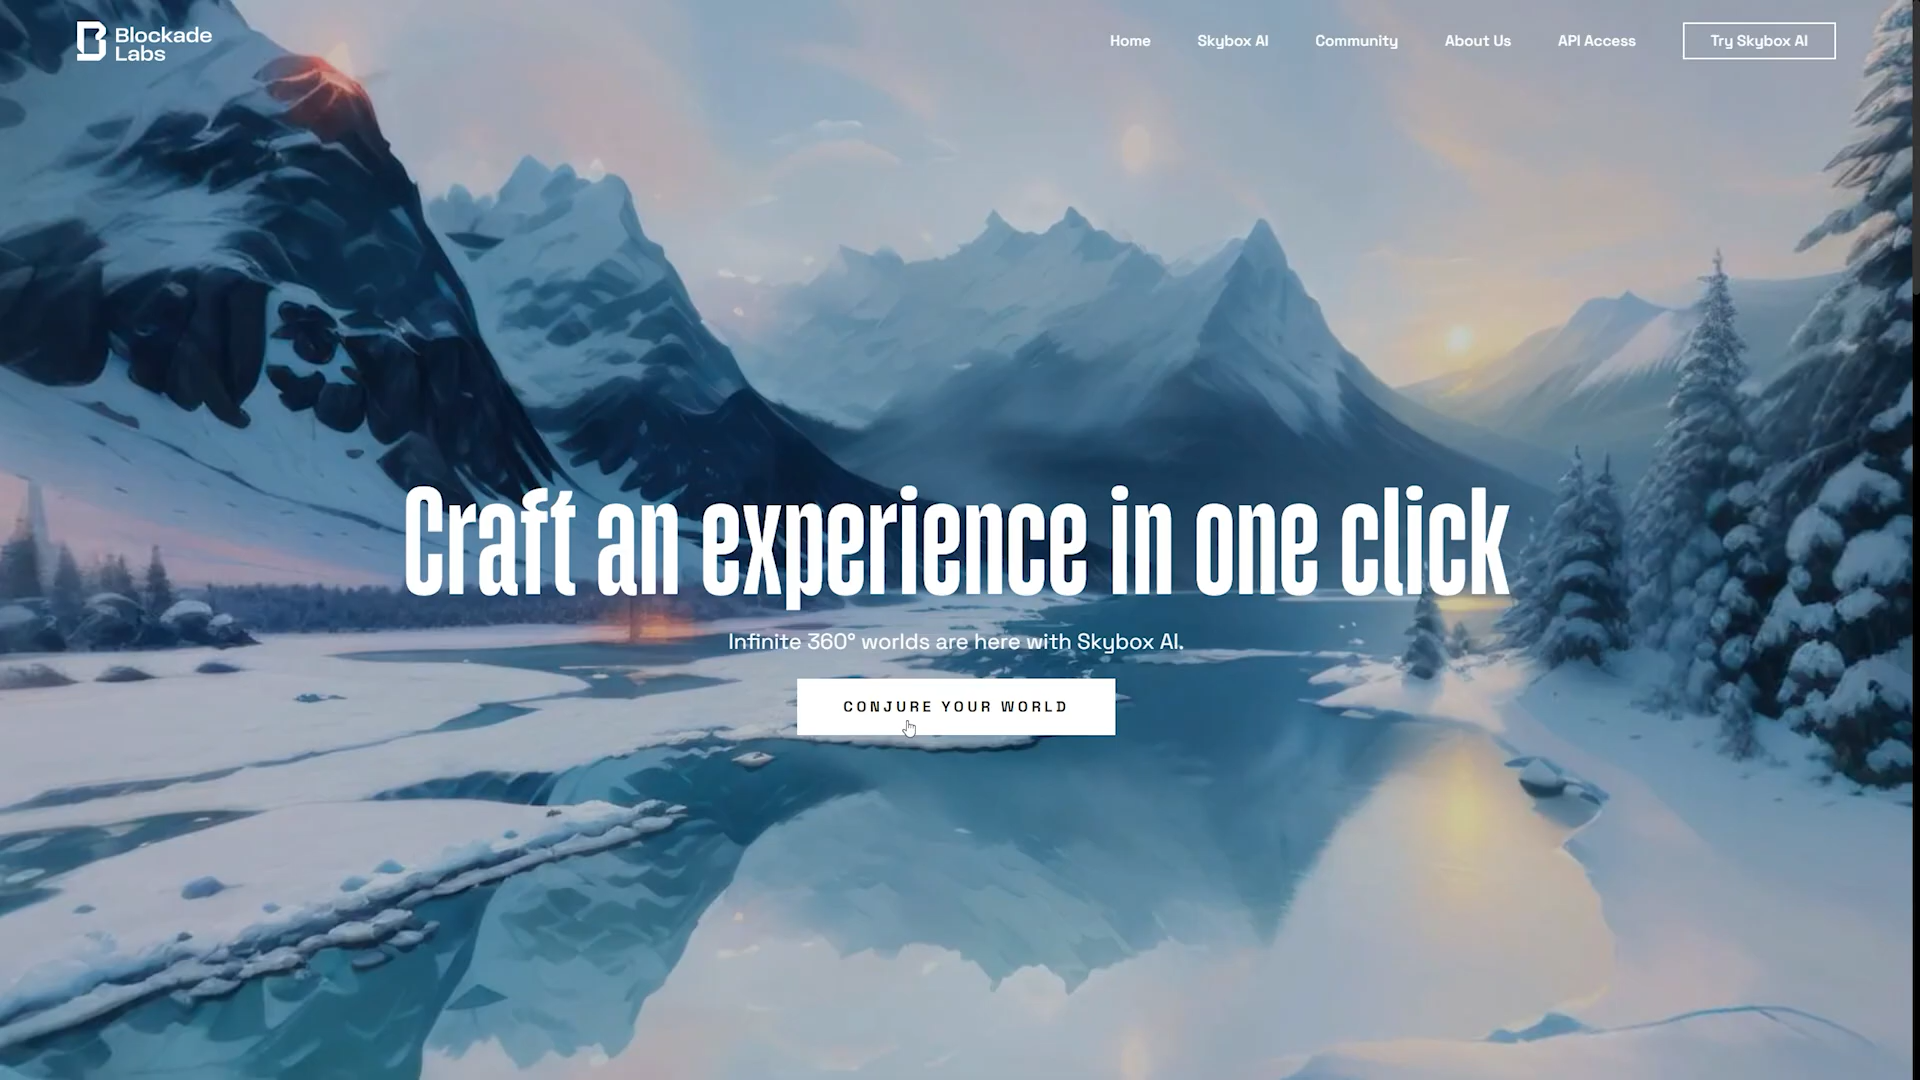 Blockade
Labs
Home
Skybox AI
Community
About Us
API Access
Try Skybox AI
Craft an experience in one click
Infinite 360° worlds are here with Skybox AI.
CONJURE YOUR WORLD